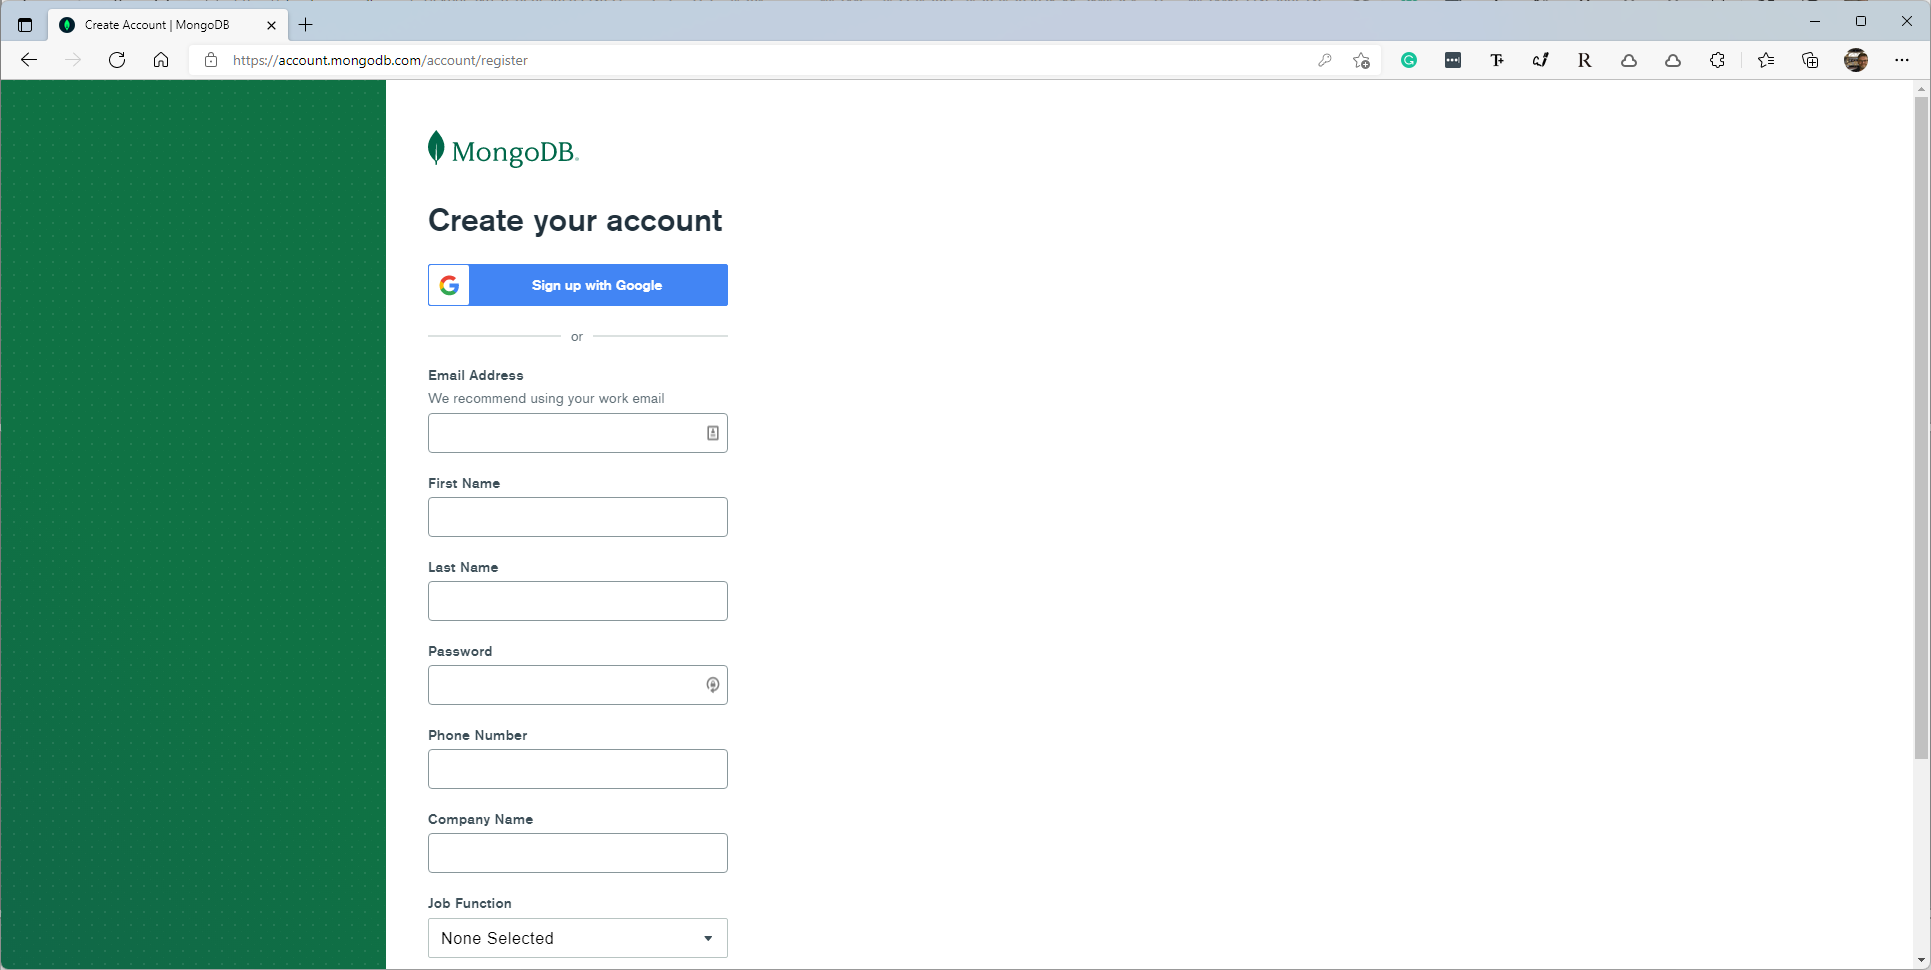 Create Account | MongoDB
https://account.mongodb.com/account/register
MongoDB.
Create your account
Sign up with Google
or
Email Address
We recommend using your work email
First Name
Last Name
Password
Phone Number
Company Name
Job Function
None Selected